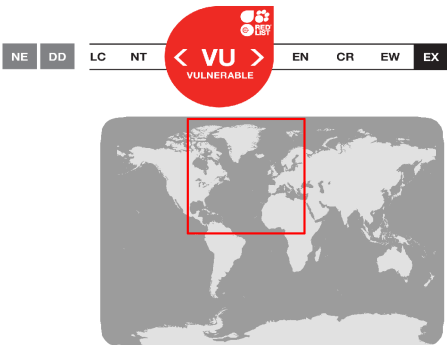 RED
LIST
NE DD LC NT < VU > EN CR EW EX
VULNERABLE